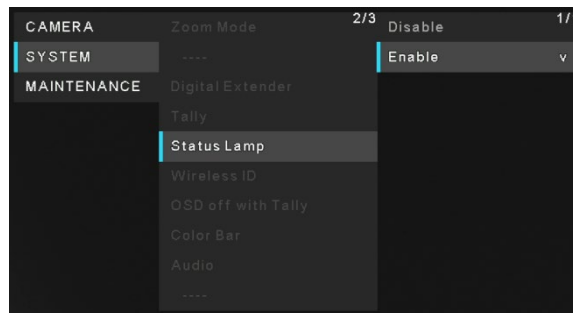 CAMERA
SYSTEM
MAINTENANCE
Zoom Mode 2/3
----
Digital Extender
Tally
Status Lamp
Wireless ID
OSD off with Tally
Color Bar
Audio
----
Disable 1/
Enable v